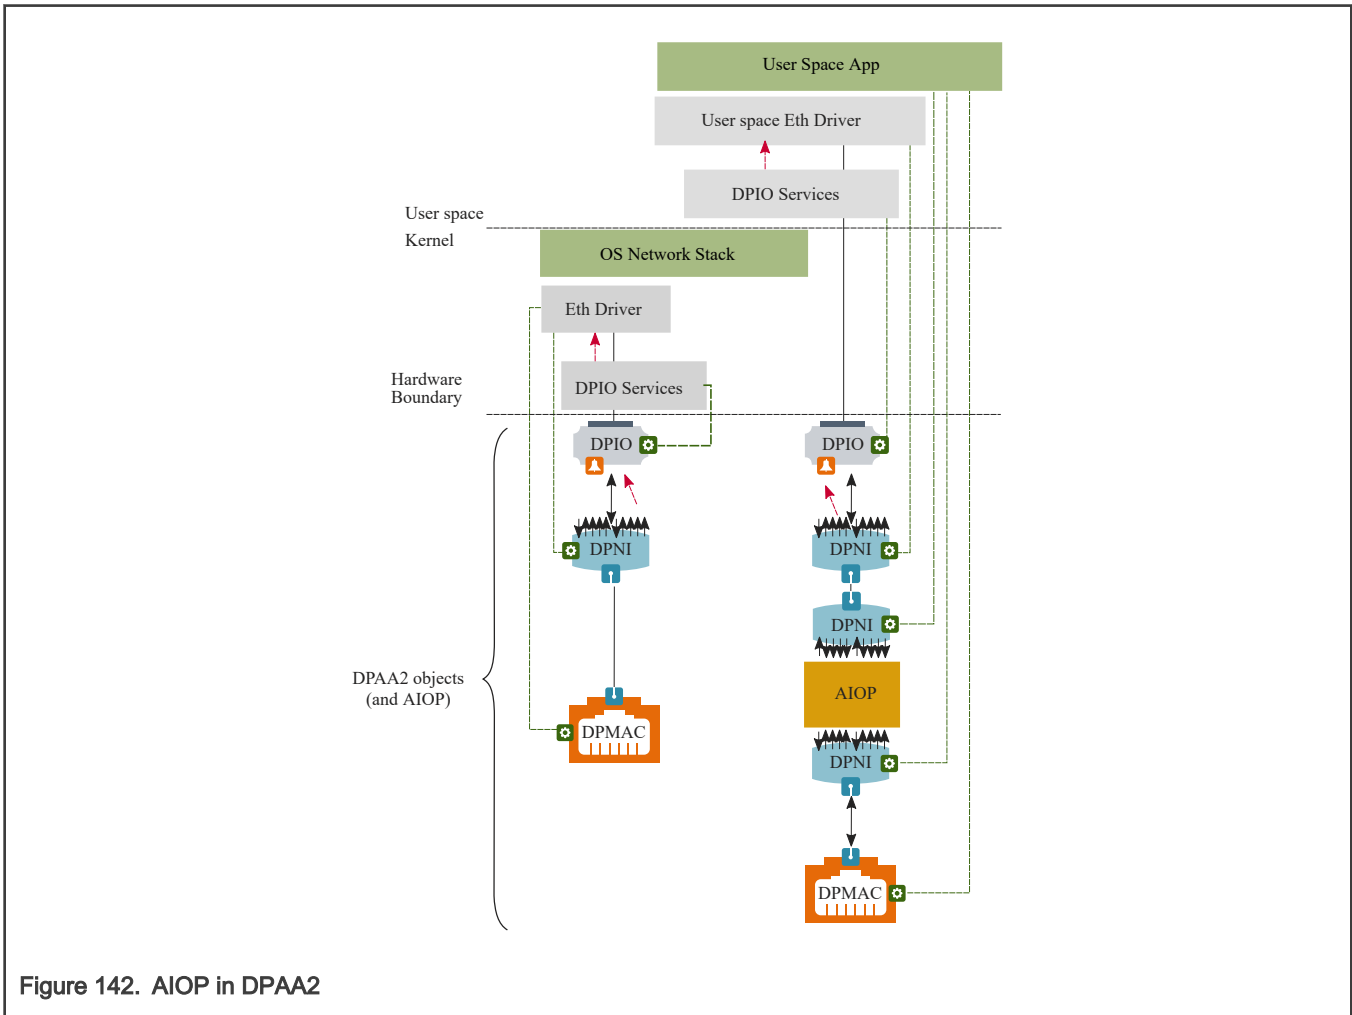 User Space App
User space Eth Driver
DPIO Services
User space
Kernel
OS Network Stack
Eth Driver
Hardware
Boundary
DPIO Services
DPIO
DPIO
DPNI
DPNI
DPNI
DPAA2 objects
(and AIOP)
AIOP
DPMAC
DPNI
DPMAC
Figure 142. AIOP in DPAA2